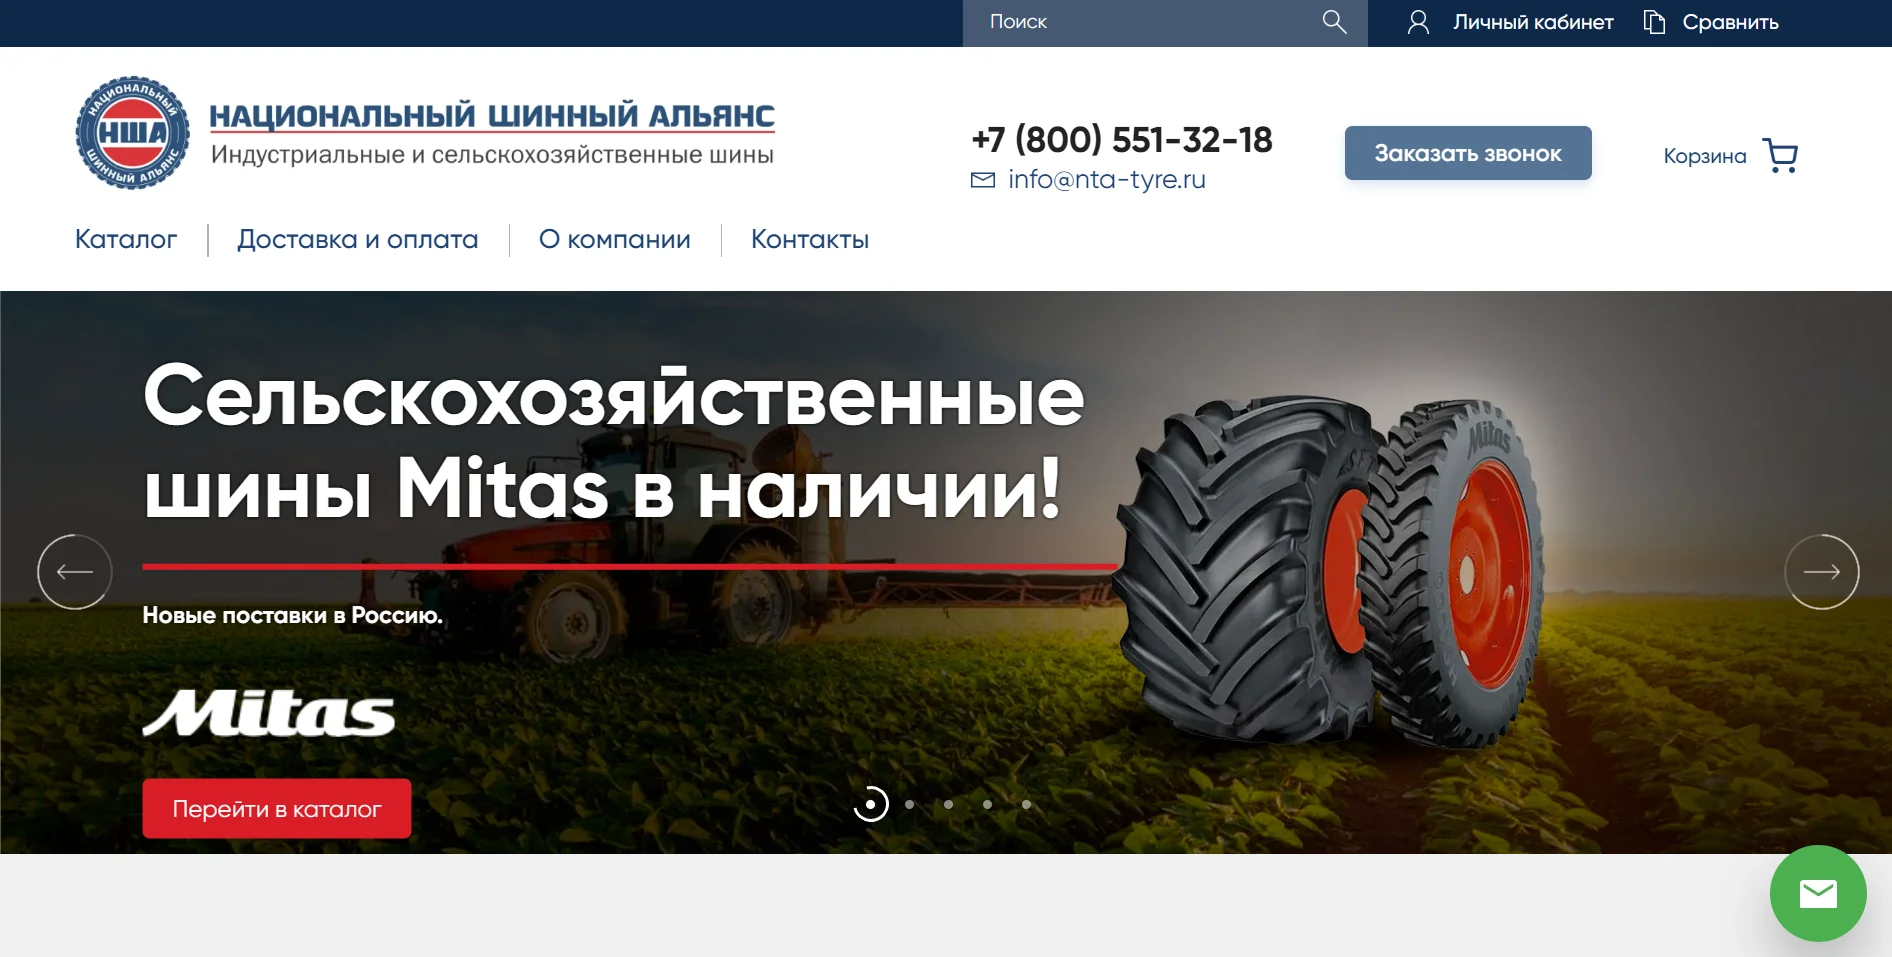 Поиск
Личный кабинет
Сравнить
НАЦИОНАЛЬНЫЙ
НША
ШИННЫЙ АЛЬЯНС
НАЦИОНАЛЬНЫЙ ШИННЫЙ АЛЬЯНС
Индустриальные и сельскохозяйственные шины
+7 (800) 551-32-18
info@nta-tyre.ru
Заказать звонок
Корзина
Каталог
Доставка и оплата
О компании
Контакты
Сельскохозяйственные
шины Mitas в наличии!
Новые поставки в Россию.
Mitas
Перейти в каталог
Mitas